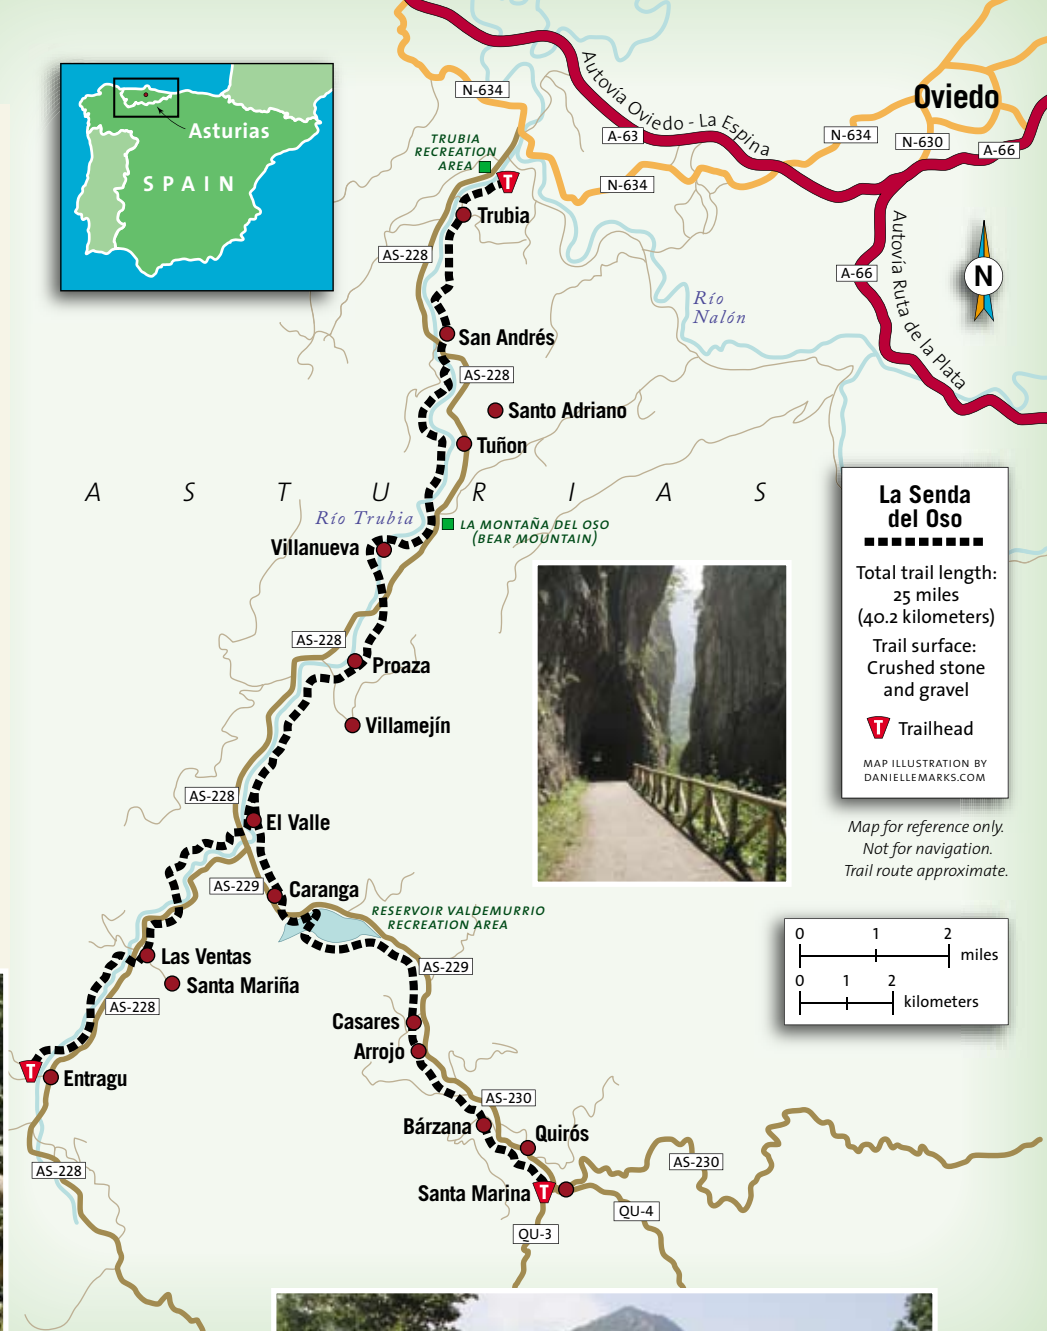 N-634
Oviedo
Autovía Oviedo - La Espina
A-63
N-634
N-630
A-66
TRUBIA
RECREATION
AREA
T
N-634
Asturias
SPAIN
Trubia
AS-228
A-66
Autovía Ruta de la Plata
N
Río
Nalón
San Andrés
AS-228
Santo Adriano
Tuñon
ASTURIAS
Río Trubia
LA MONTAÑA DEL OSO
(BEAR MOUNTAIN)
Villanueva
AS-228
Proaza
Villamejín
AS-228
El Valle
AS-229
Caranga
RESERVOIR VALDEMURRIO
RECREATION AREA
Las Ventas
Santa Mariña
AS-229
AS-228
Casares
Arrojo
T
Entragu
AS-230
Bárzana
Quirós
AS-228
AS-230
Santa Marina
T
QU-4
QU-3
La Senda
del Oso
Total trail length:
25 miles
(40.2 kilometers)
Trail surface:
Crushed stone
and gravel
T Trailhead
MAP ILLUSTRATION BY
DANIELLEMARKS.COM
Map for reference only.
Not for navigation.
Trail route approximate.
0 1 2
miles
0 1 2
kilometers